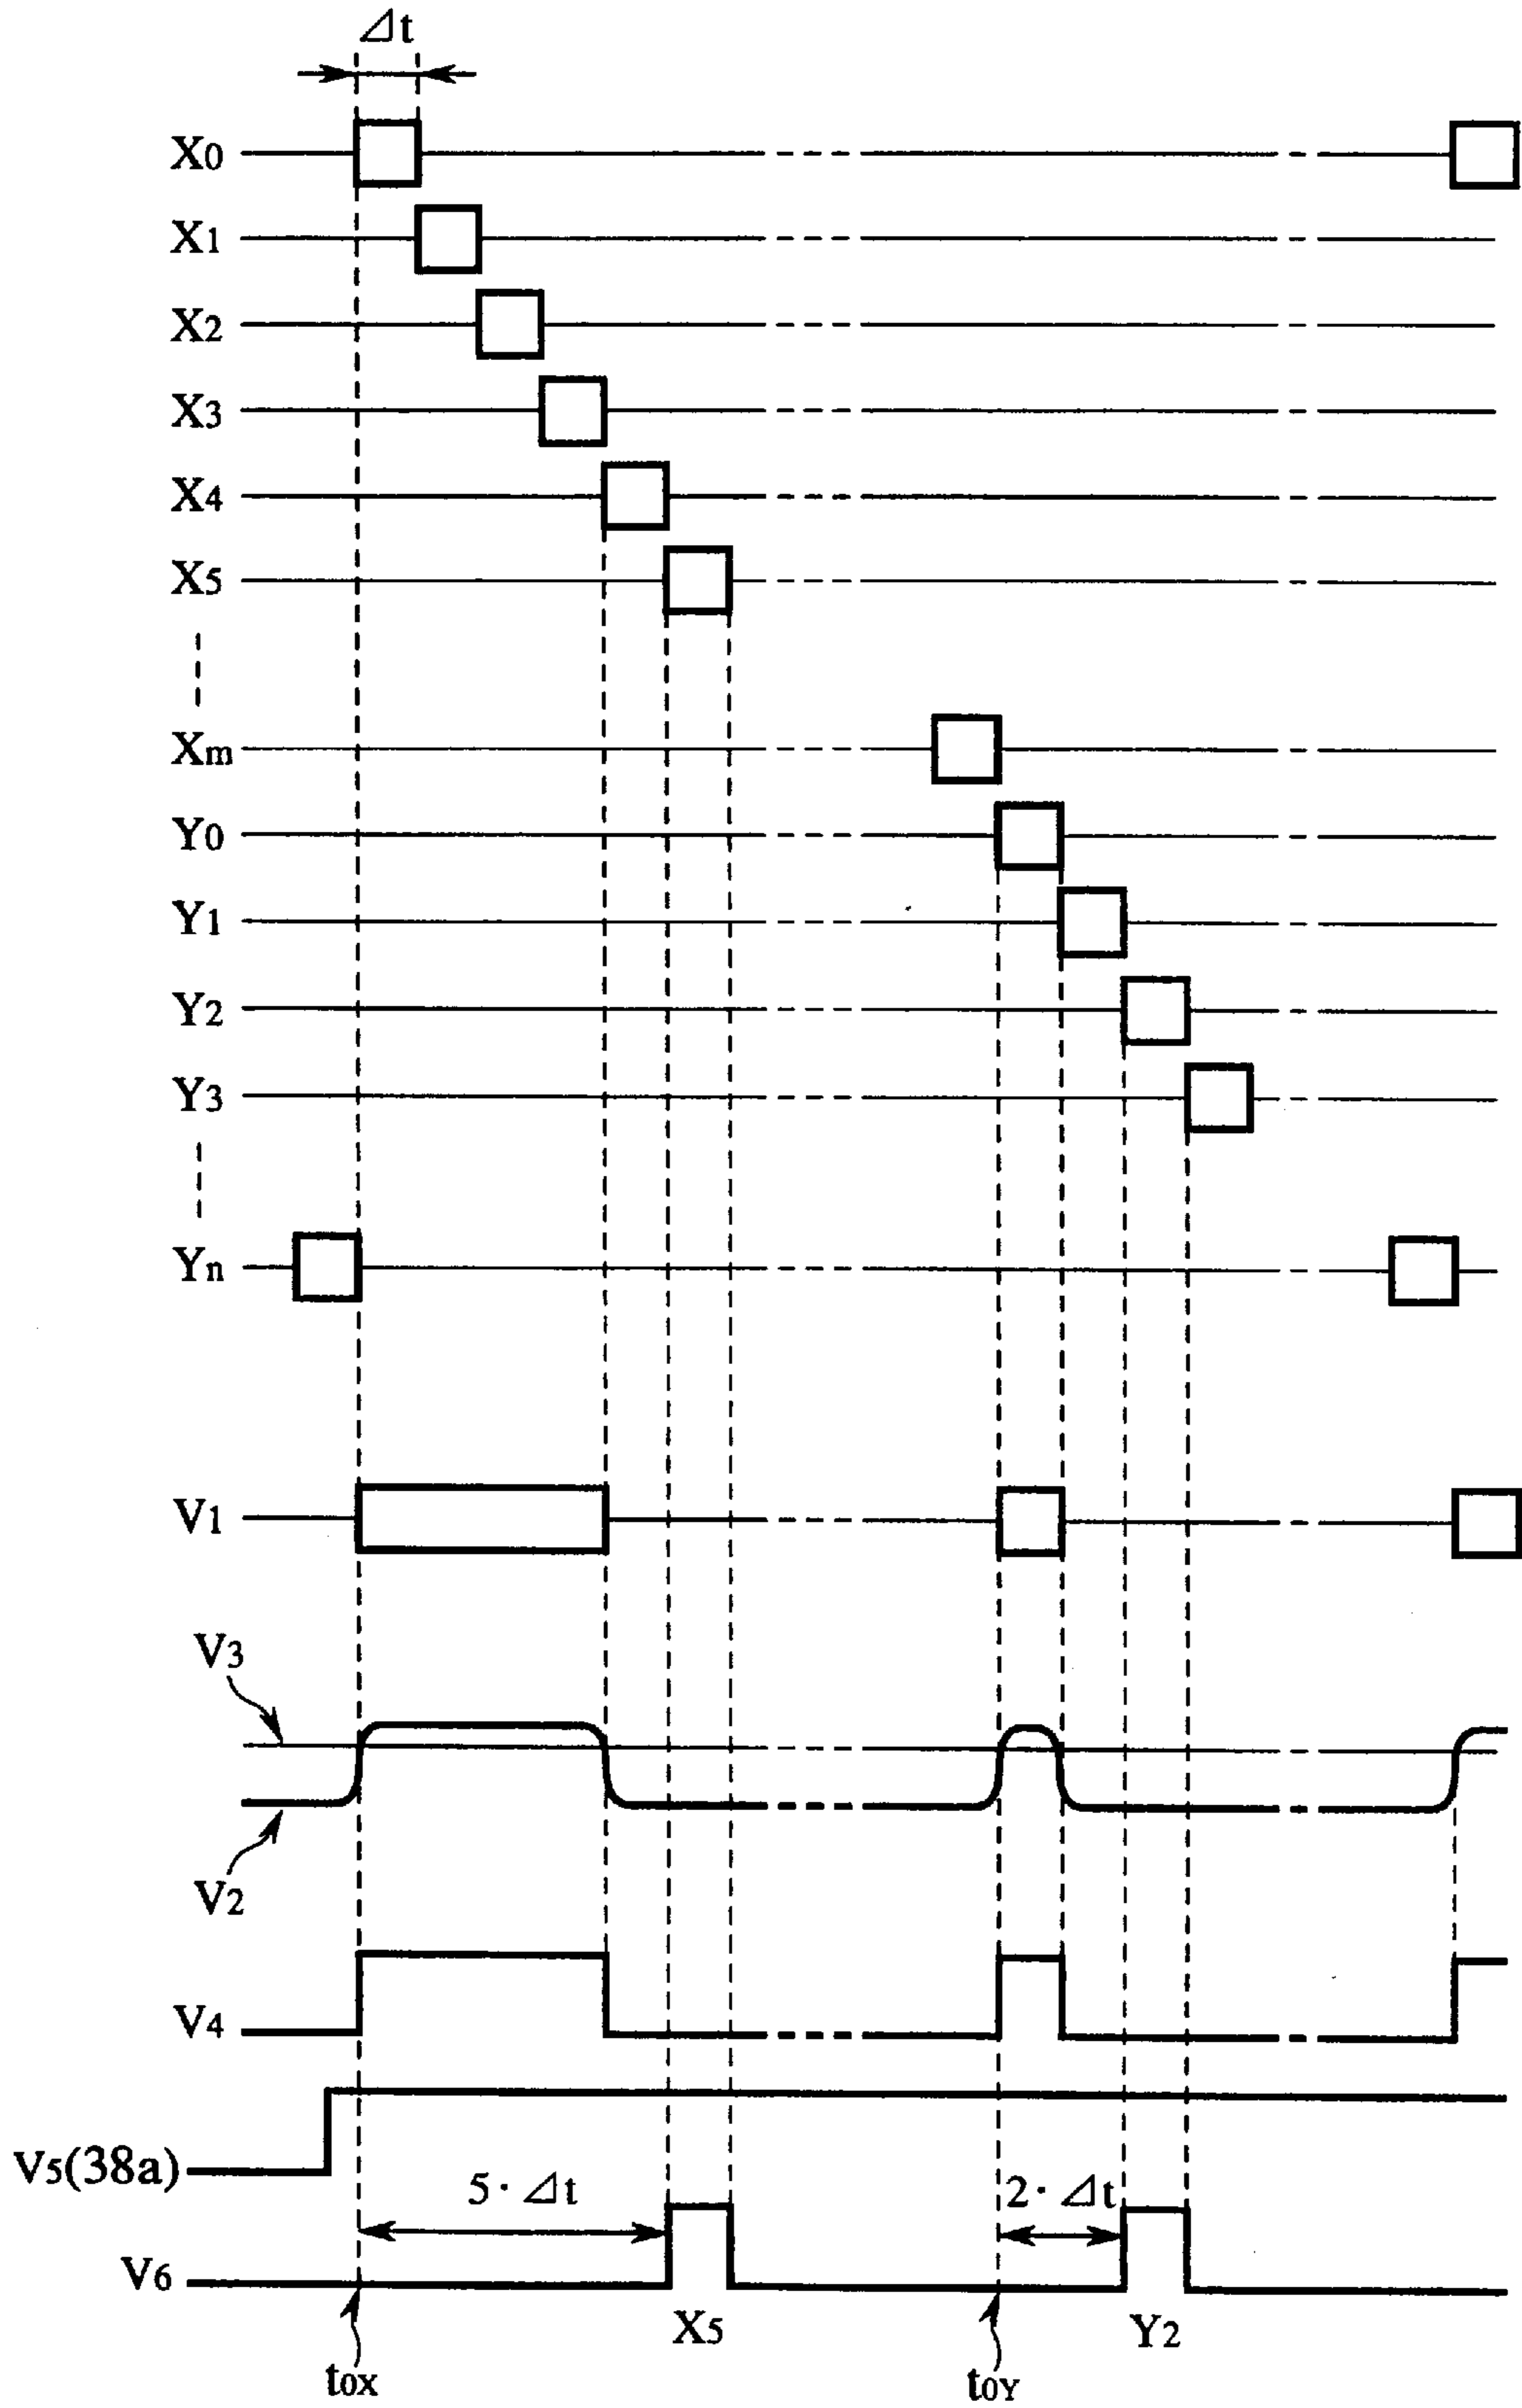 ⊿t
X0
X1
X2
X3
X4
X5
Xm
Y0
Y1
Y2
Y3
Yn
V1
V3
V2
V4
V5(38a)
5・⊿t
2・⊿t
V6
X5
Y2
t0X
t0Y